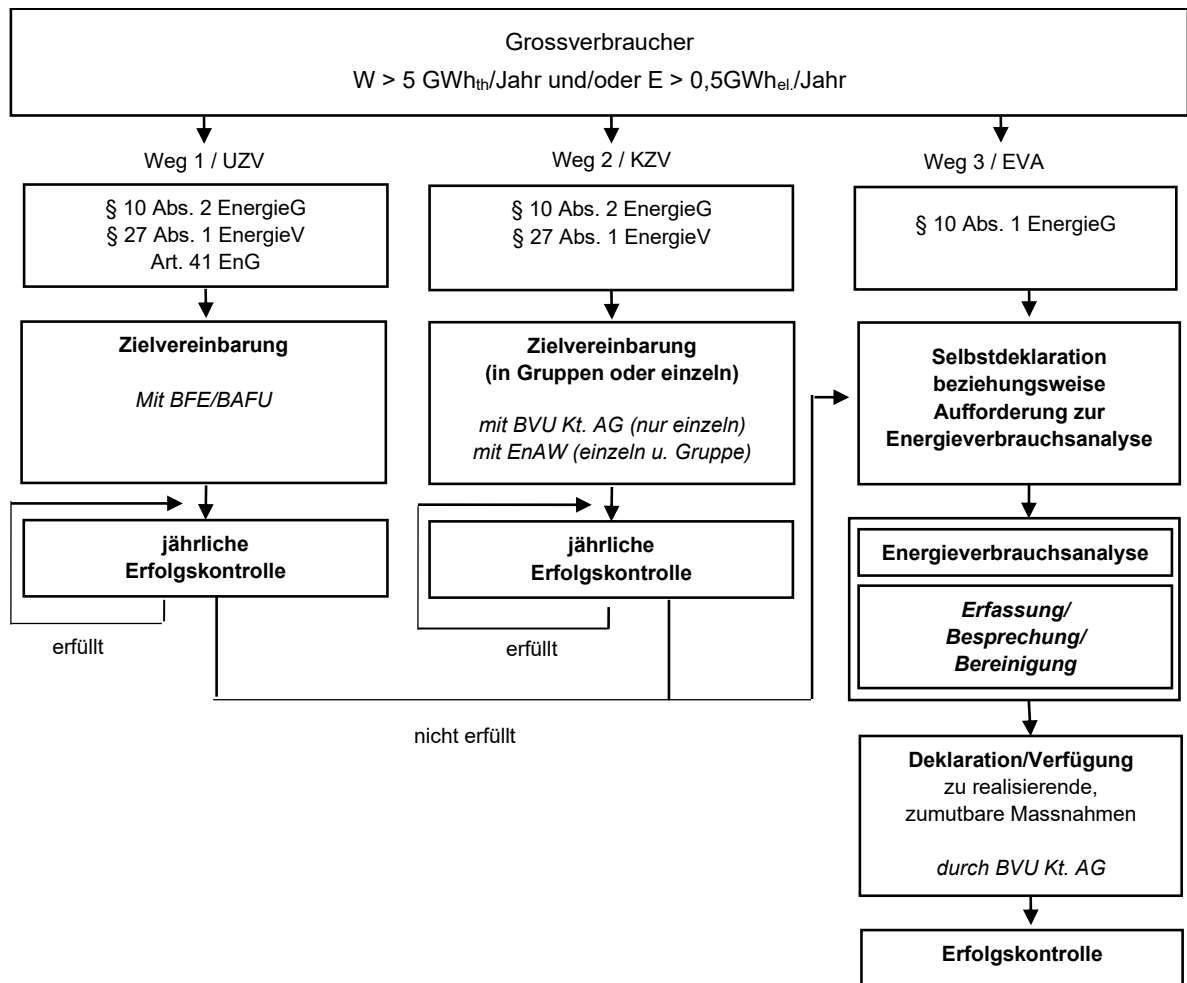 Grossverbraucher
W > 5 GWhth/Jahr und/oder E > 0,5GWhel./Jahr
Weg 1 / UZV
§ 10 Abs. 2 EnergieG
§ 27 Abs. 1 EnergieV
Art. 41 EnG
Zielvereinbarung
Mit BFE/BAFU
jährliche
Erfolgskontrolle
erfüllt
Weg 2 / KZV
§ 10 Abs. 2 EnergieG
§ 27 Abs. 1 EnergieV
Zielvereinbarung
(in Gruppen oder einzeln)
mit BVU Kt. AG (nur einzeln)
mit EnAW (einzeln u. Gruppe)
jährliche
Erfolgskontrolle
erfüllt
nicht erfüllt
Weg 3 / EVA
§ 10 Abs. 1 EnergieG
Selbstdeklaration
beziehungsweise
Aufforderung zur
Energieverbrauchsanalyse
Energieverbrauchsanalyse
Erfassung/
Besprechung/
Bereinigung
Deklaration/Verfügung
zu realisierende,
zumutbare Massnahmen
durch BVU Kt. AG
Erfolgskontrolle